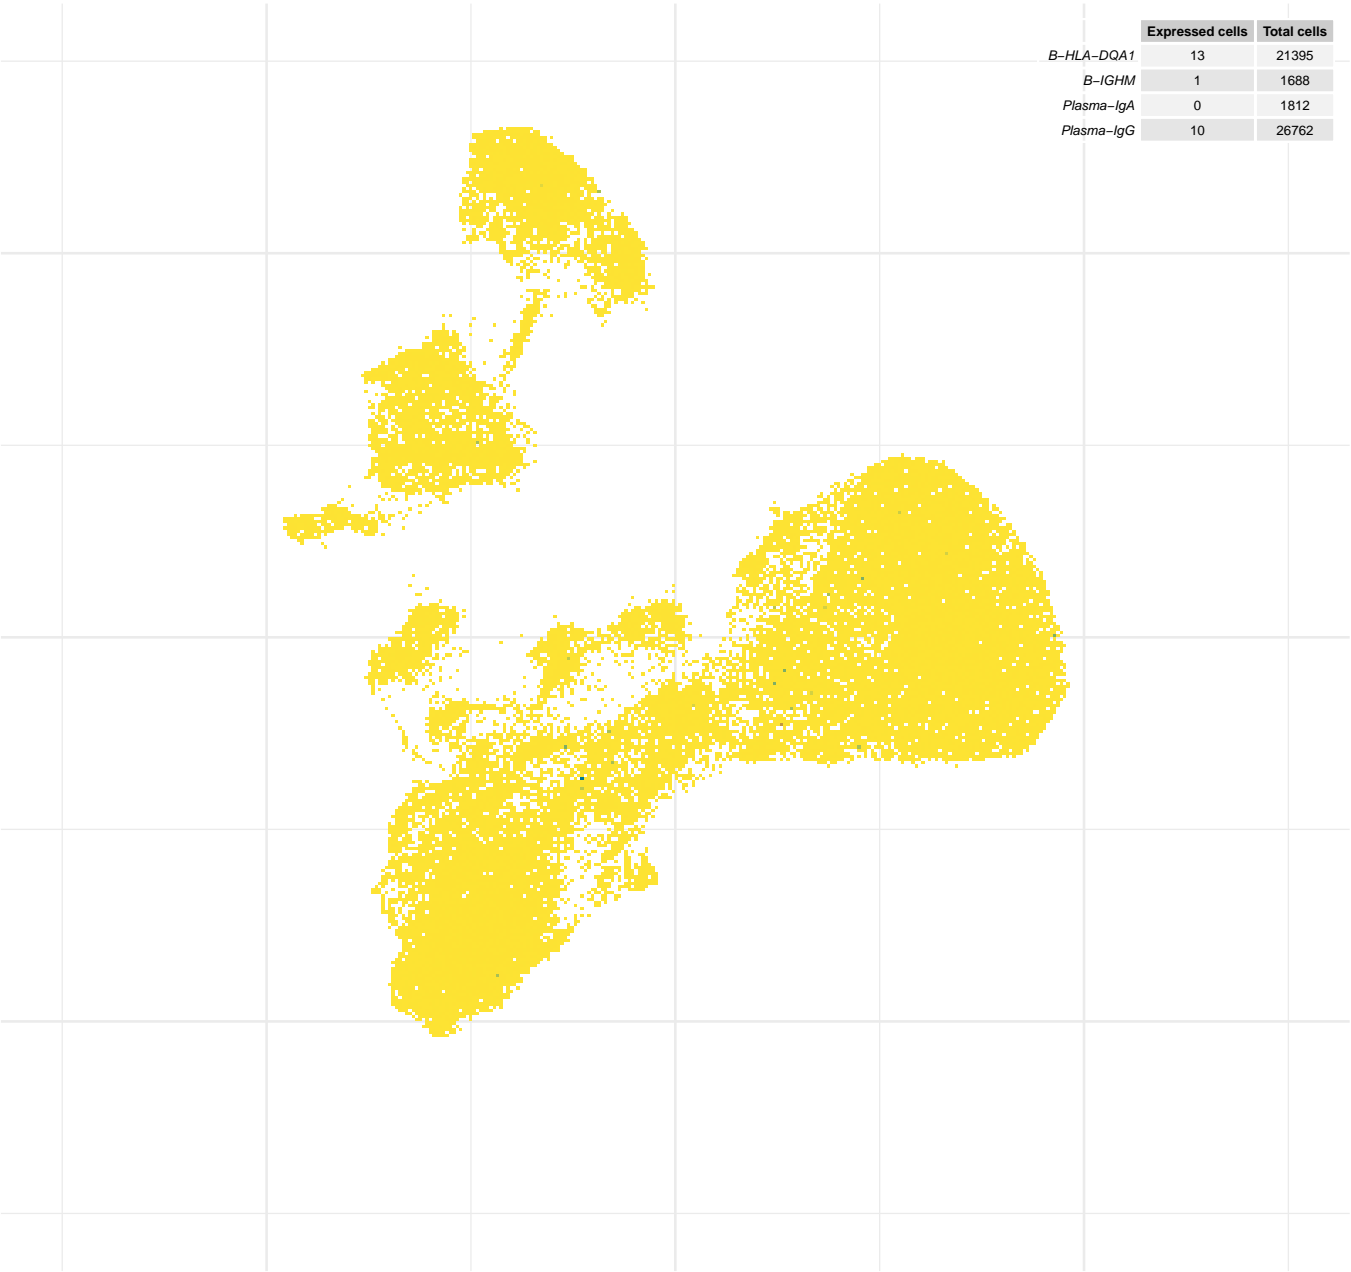 Expressed cells Total cells
B−HLA−DQA1 13 21395
B−IGHM 1 1688
Plasma−IgA 0 1812
Plasma−IgG 10 26762